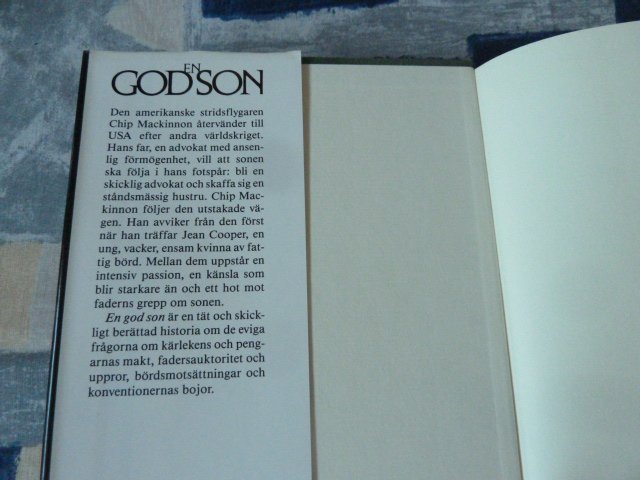 EN
GOD SON
Den amerikanske stridsflygaren
Chip Mackinnon återvänder till
USA efter andra världskriget.
Hans far, en advokat med ansen-
lig förmögenhet, vill att sonen
ska följa i hans fotspår: bli en
skicklig advokat och skaffa sig en
ståndsmässig hustru. Chip Mac-
kinnon följer den utstakade vä-
gen. Han avviker från den först
när han träffar Jean Cooper, en
ung, vacker, ensam kvinna av fat-
tig börd. Mellan dem uppstår en
intensiv passion, en känsla som
blir starkare än och ett hot mot
faderns grepp om sonen.
En god son är en tät och skick-
ligt berättad historia om de eviga
frågorna om kärlekens och peng-
arnas makt, fadersauktoritet och
uppror, bördsmotsättningar och
konventionernas bojor.